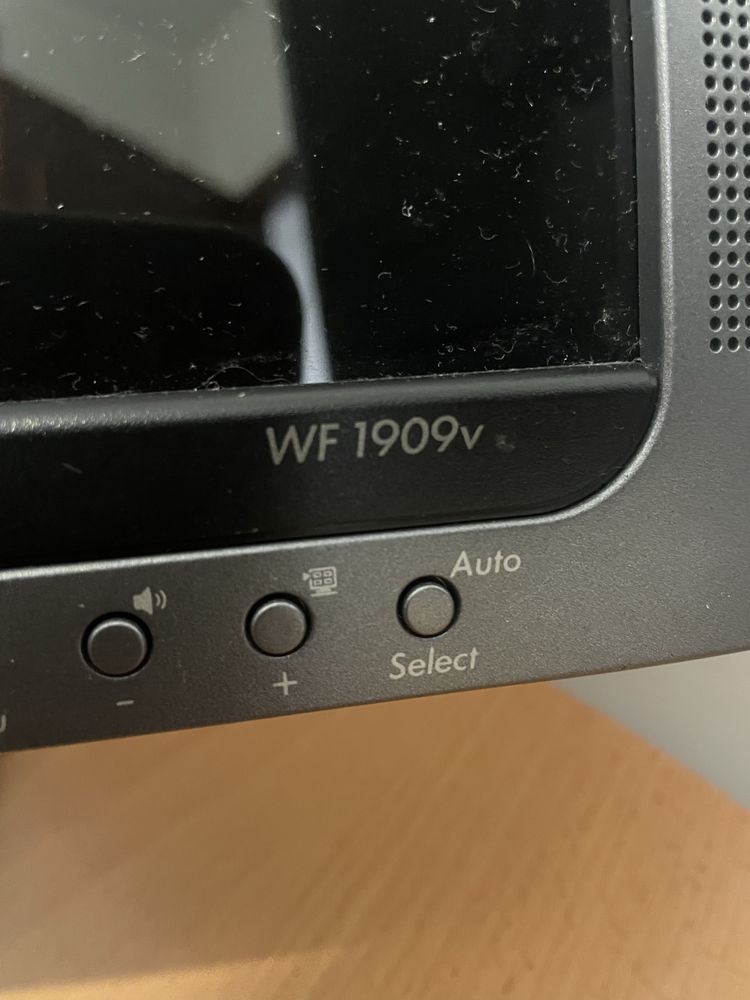 WF 1909v
Auto
Select
-
+